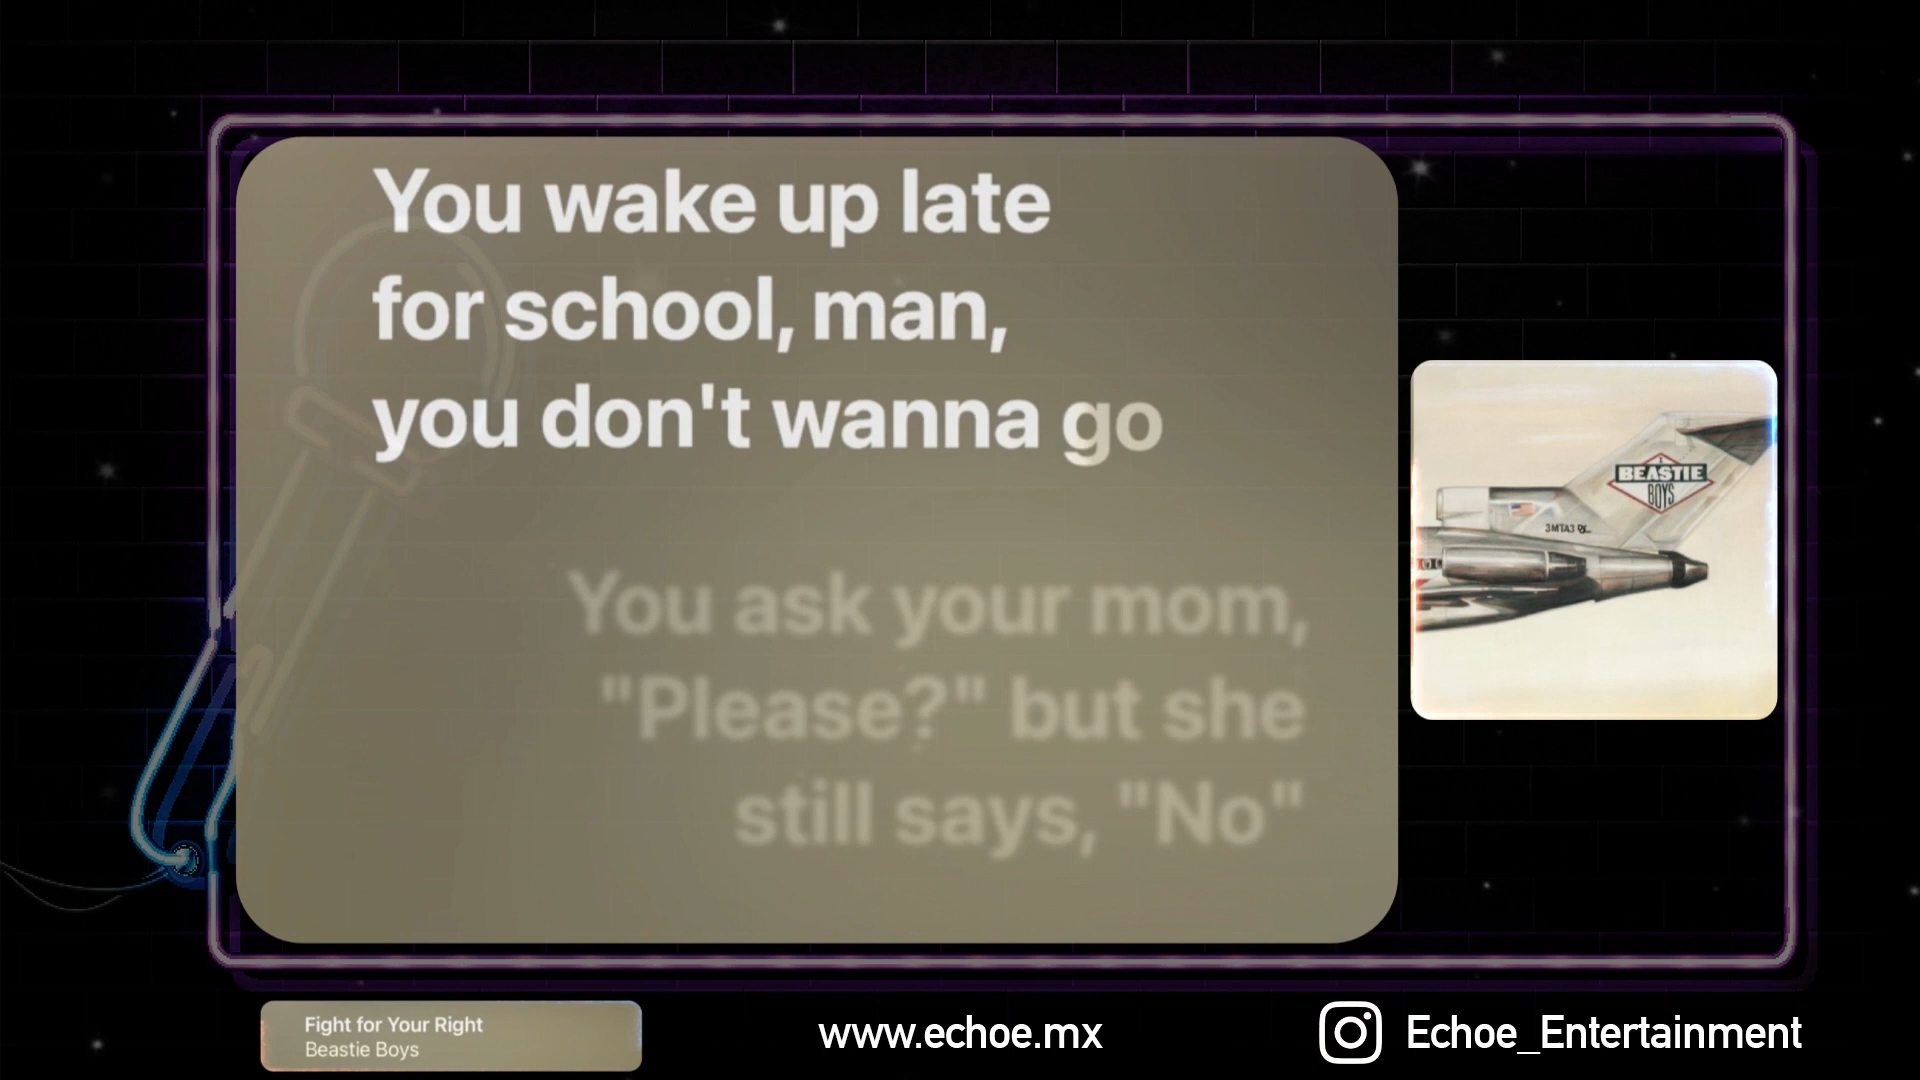 You wake up late
for school, man,
you don't wanna go
You ask your mom,
"Please?" but she
still says, "No"
BEASTIE
BOYS
3MTA3
Fight for Your Right
Beastie Boys
www.echoe.mx
Echoe_Entertainment